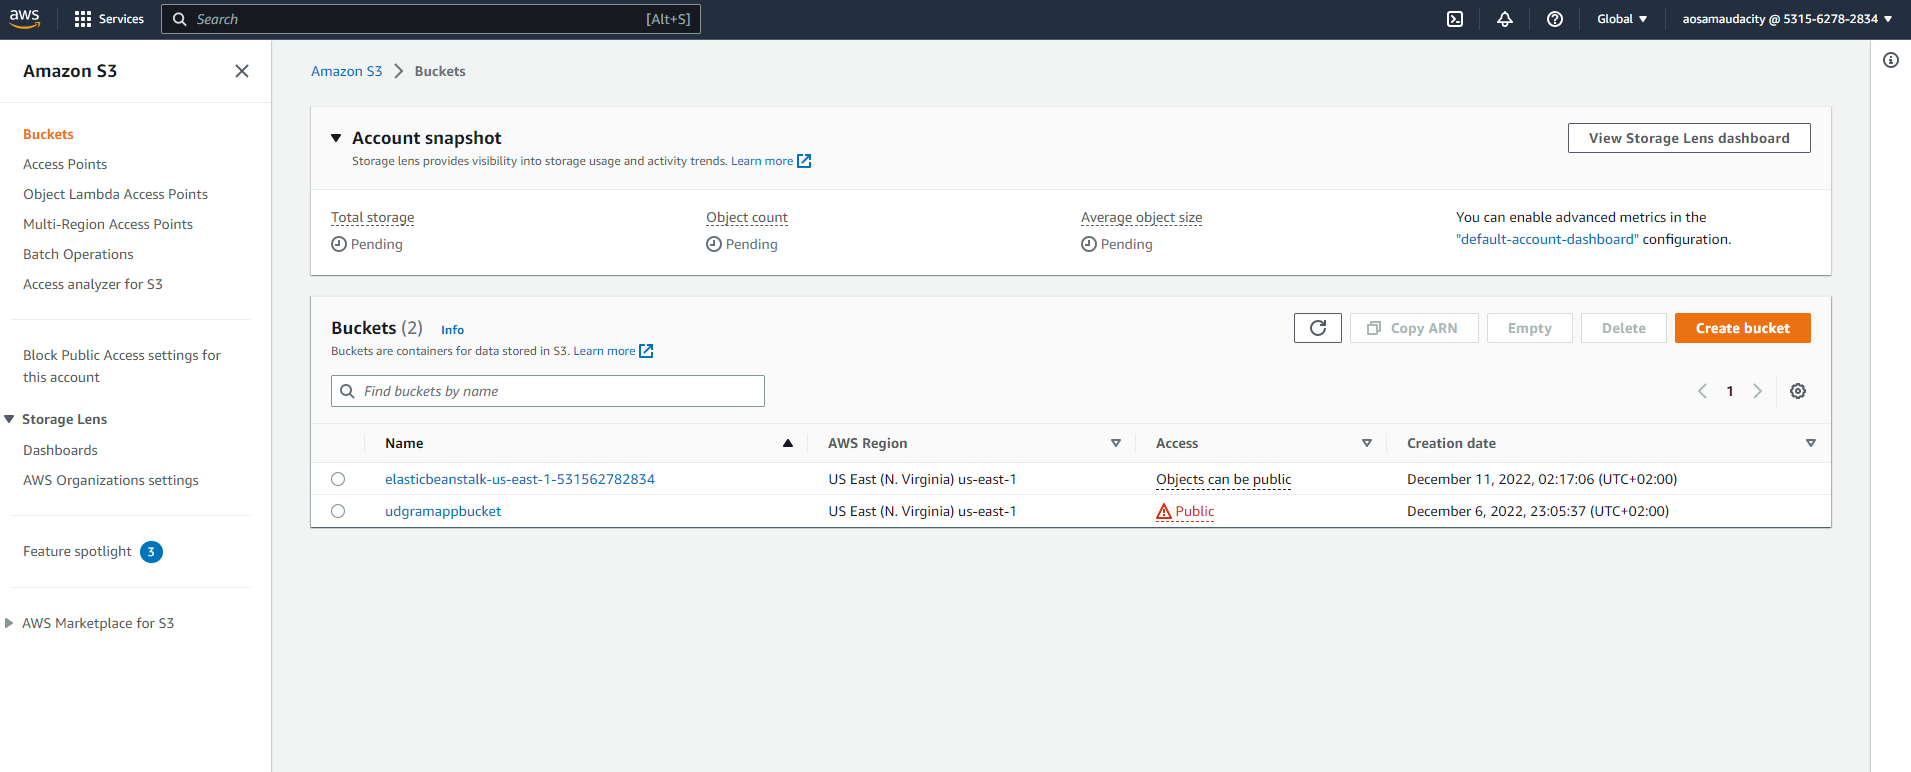 aws
Services
Search
[Alt+S]
Global
aosamaudacity @ 5315-6278-2834
Amazon S3
Buckets
Access Points
Object Lambda Access Points
Multi-Region Access Points
Batch Operations
Access analyzer for S3
Block Public Access settings for
this account
Storage Lens
Dashboards
AWS Organizations settings
Feature spotlight 3
AWS Marketplace for S3
Amazon S3 > Buckets
Account snapshot
Storage lens provides visibility into storage usage and activity trends. Learn more
View Storage Lens dashboard
Total storage
Pending
Object count
Pending
Average object size
Pending
You can enable advanced metrics in the
"default-account-dashboard" configuration.
Buckets (2) Info
Buckets are containers for data stored in S3. Learn more
Copy ARN
Empty
Delete
Create bucket
Find buckets by name
1
Name AWS Region Access Creation date
elasticbeanstalk-us-east-1-531562782834 US East (N. Virginia) us-east-1 Objects can be public December 11, 2022, 02:17:06 (UTC+02:00)
udgramappbucket US East (N. Virginia) us-east-1 Public December 6, 2022, 23:05:37 (UTC+02:00)